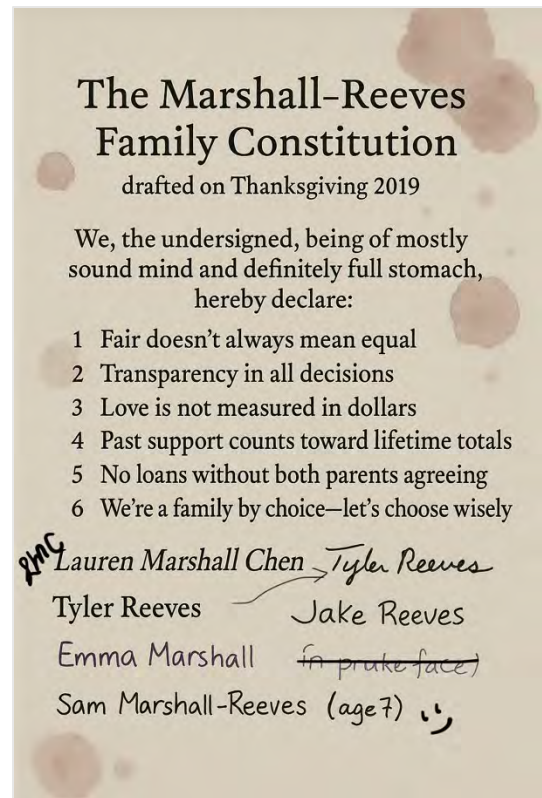 The Marshall–Reeves
Family Constitution
drafted on Thanksgiving 2019
We, the undersigned, being of mostly
sound mind and definitely full stomach,
hereby declare:
1 Fair doesn't always mean equal
2 Transparency in all decisions
3 Love is not measured in dollars
4 Past support counts toward lifetime totals
5 No loans without both parents agreeing
6 We're a family by choice—let's choose wisely
Lauren Marshall Chen Tyler Reeves
Tyler Reeves Jake Reeves
Emma Marshall face)
Sam Marshall-Reeves (age 7)